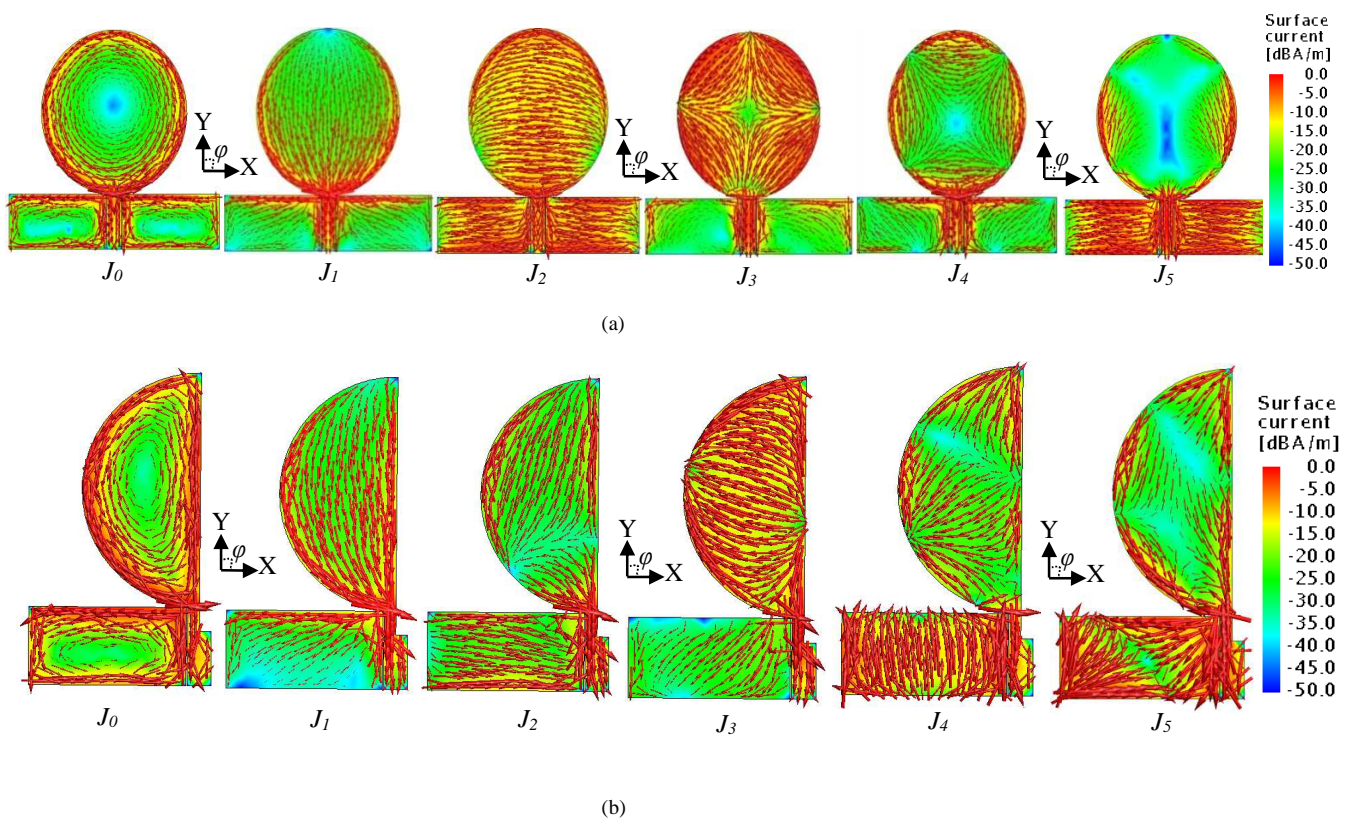 Surface
current
[dBA/m]
0.0
-5.0
-10.0
-15.0
-20.0
-25.0
-30.0
-35.0
-40.0
-45.0
-50.0
Y
φ
X
Y
φ
X
Y
φ
X
J0 J1 J2 J3 J4 J5
(a)
Surface
current
[dBA/m]
0.0
-5.0
-10.0
-15.0
-20.0
-25.0
-30.0
-35.0
-40.0
-45.0
-50.0
Y
φ
X
Y
φ
X
Y
φ
X
J0 J1 J2 J3 J4 J5
(b)